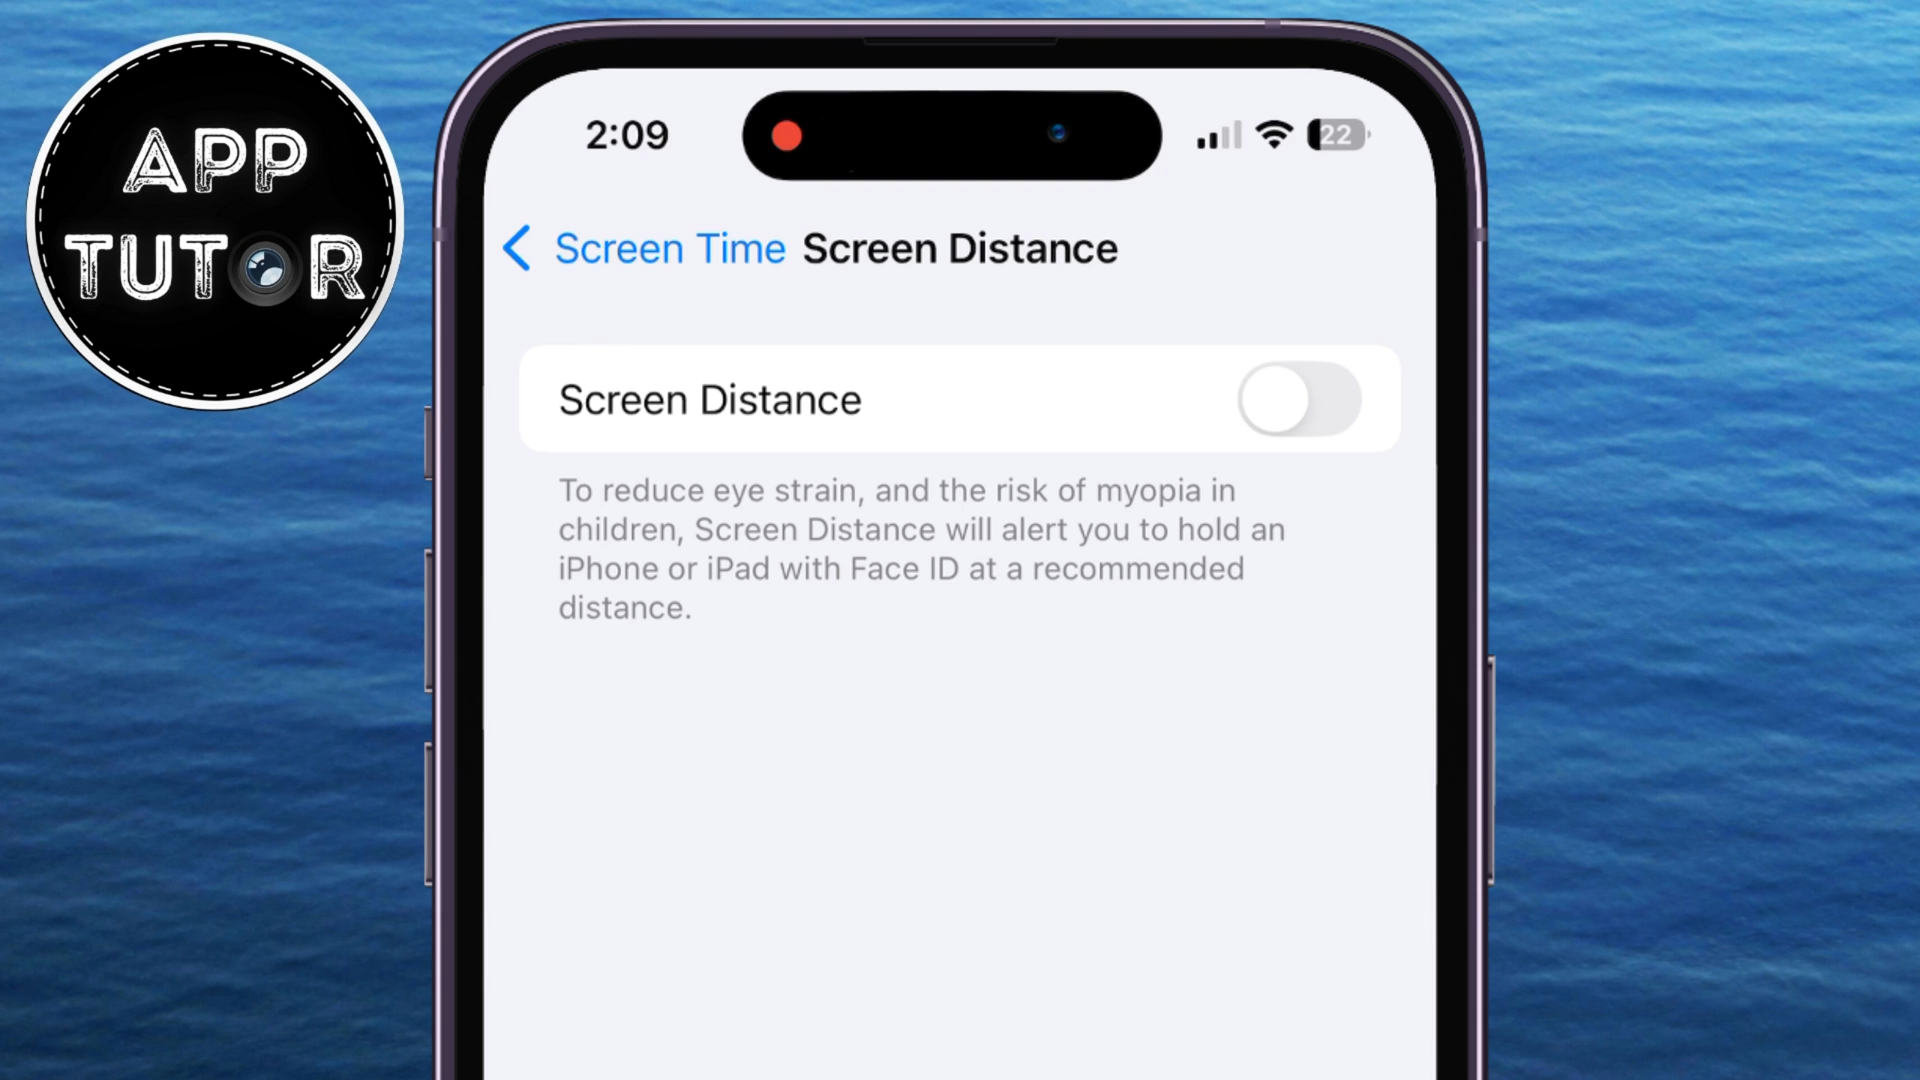 APP
TUTOR
2:09
22
Screen Time Screen Distance
Screen Distance
To reduce eye strain, and the risk of myopia in
children, Screen Distance will alert you to hold an
iPhone or iPad with Face ID at a recommended
distance.